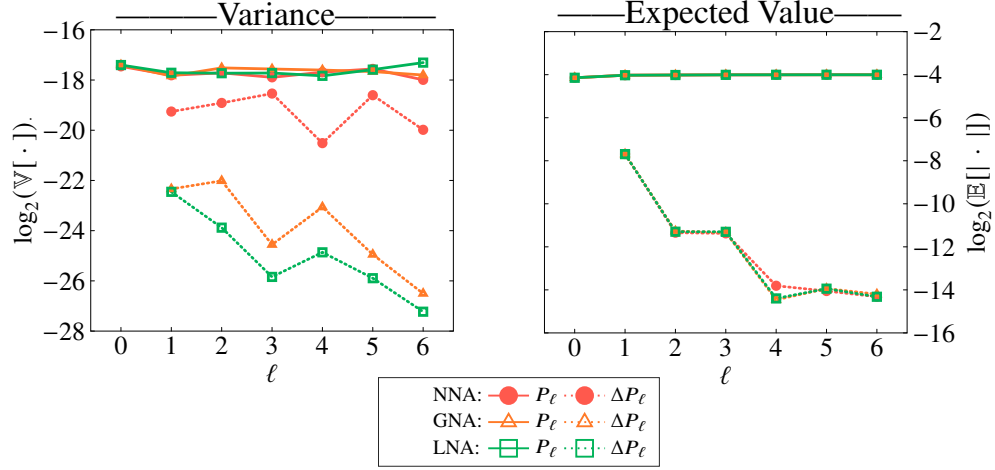 Variance
Expected Value
−16
−18
−20
−22
−24
−26
−28
log₂(𝕍[ · ]).
0 1 2 3 4 5 6
ℓ
−2
−4
−6
−8
−10
−12
−14
−16
log₂(𝔼[| · |])
0 1 2 3 4 5 6
ℓ
NNA: Pℓ ΔPℓ
GNA: Pℓ ΔPℓ
LNA: Pℓ ΔPℓ